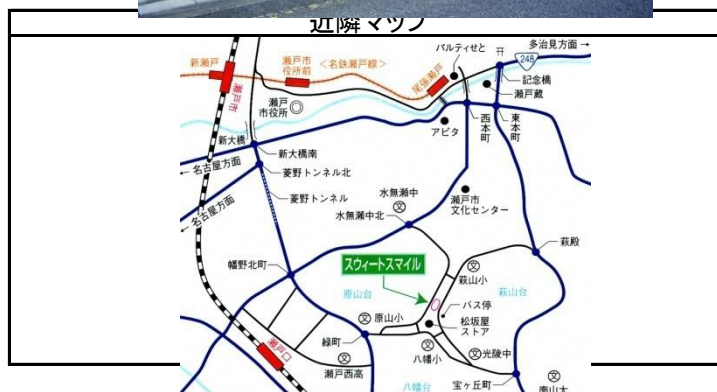 近隣マップ
多治見方面 →
パルティせと
248
新瀬戸
瀬戸市
役所前
<名鉄瀬戸線>
尾張瀬戸
記念橋
瀬戸蔵
瀬戸市
瀬戸
市役所
アピタ
西本町
東本町
新大橋
新大橋南
← 名古屋方面
菱野トンネル北
菱野トンネル
水無瀬中
文
瀬戸市
文化センター
← 名古屋方面
水無瀬中北
萩殿
幡野北町
スウィートスマイル
文
萩山小
原山台
萩山台
バス停
文 原山小
松坂屋
ストア
緑町
瀬戸口
文
瀬戸西高
文
八幡小
文 光陵中
八幡台
宝ヶ丘町
文
南山大